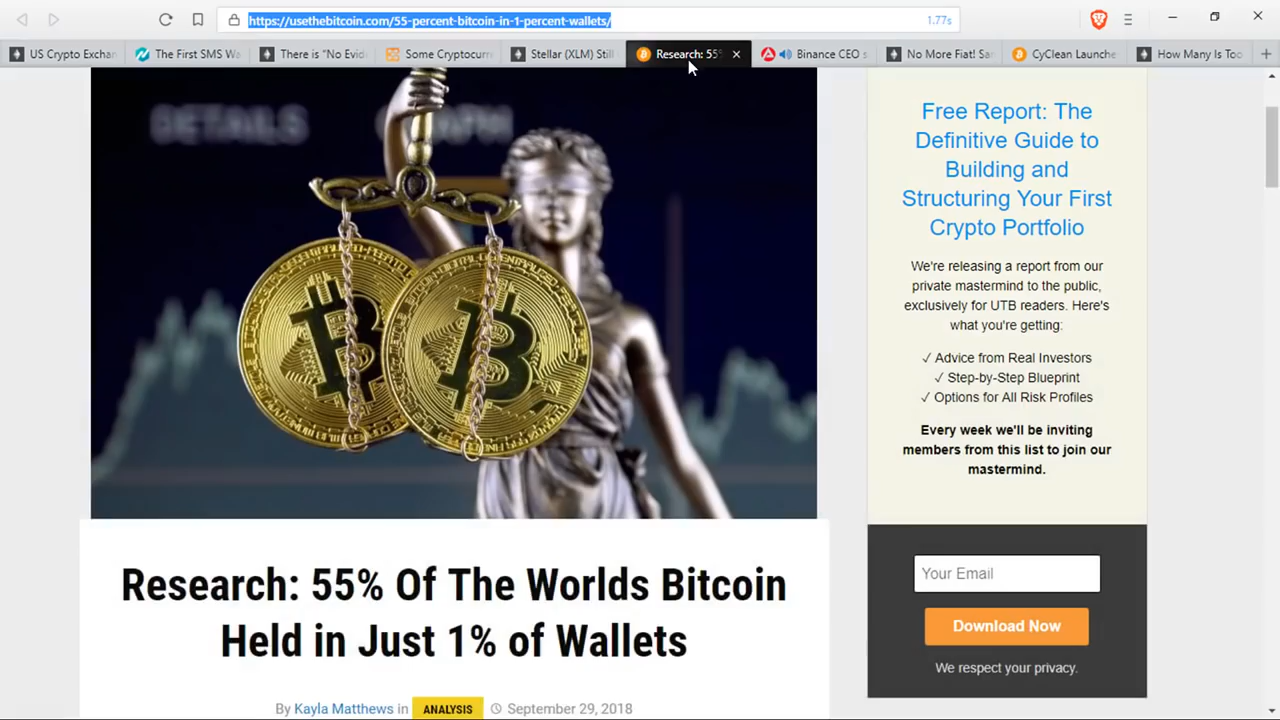 https://usethebitcoin.com/55-percent-bitcoin-in-1-percent-wallets/
1.77s
US Crypto Exchan
The First SMS Wa
There is "No Evid
Some Cryptocurr
Stellar (XLM) Still
Research: 55%
Binance CEO s
No More Fiat! Sa
CyClean Launche
How Many Is Too
DETAILS
GRAPH
Free Report: The
Definitive Guide to
Building and
Structuring Your First
Crypto Portfolio
We're releasing a report from our
private mastermind to the public,
exclusively for UTB readers. Here's
what you're getting:
✓ Advice from Real Investors
✓ Step-by-Step Blueprint
✓ Options for All Risk Profiles
Every week we'll be inviting
members from this list to join our
mastermind.
Your Email
Download Now
We respect your privacy.
Research: 55% Of The Worlds Bitcoin
Held in Just 1% of Wallets
By Kayla Matthews in ANALYSIS September 29, 2018